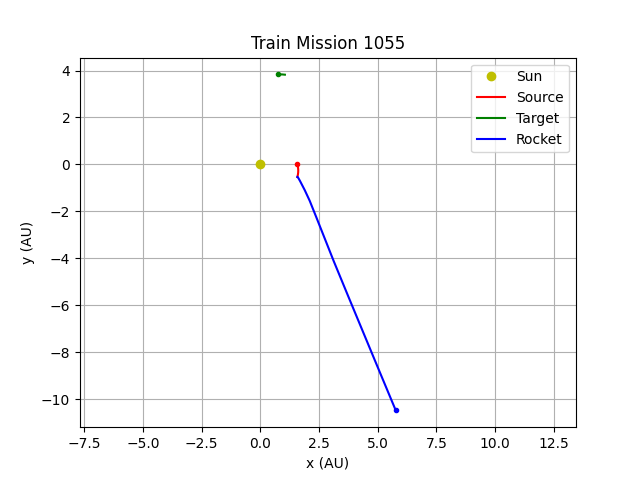 Train Mission 1055
Sun
Source
Target
Rocket
y (AU)
4
2
0
−2
−4
−6
−8
−10
−7.5 −5.0 −2.5 0.0 2.5 5.0 7.5 10.0 12.5
x (AU)